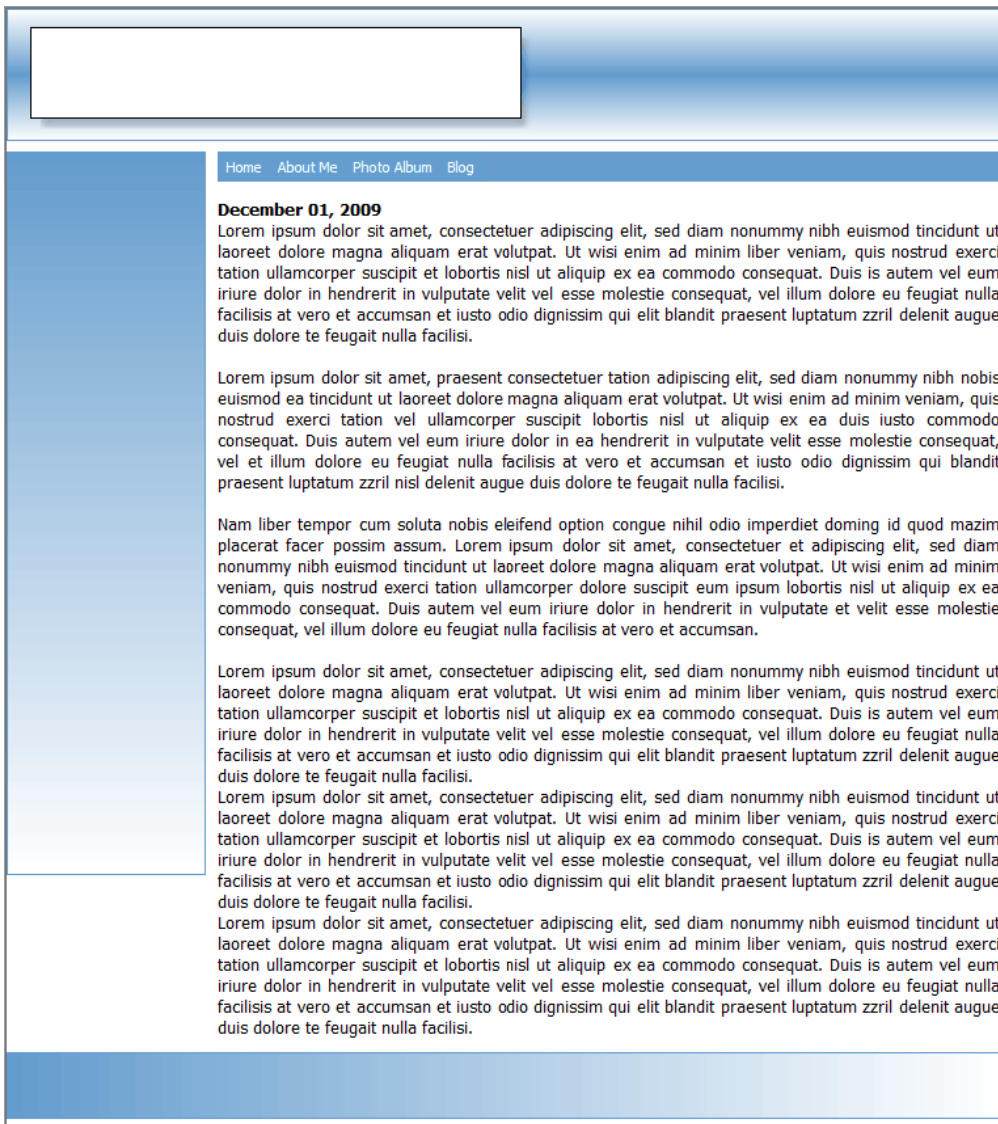 Home About Me Photo Album Blog
December 01, 2009
Lorem ipsum dolor sit amet, consectetuer adipiscing elit, sed diam nonummy nibh euismod tincidunt ut
laoreet dolore magna aliquam erat volutpat. Ut wisi enim ad minim liber veniam, quis nostrud exerci
tation ullamcorper suscipit et lobortis nisl ut aliquip ex ea commodo consequat. Duis is autem vel eum
iriure dolor in hendrerit in vulputate velit vel esse molestie consequat, vel illum dolore eu feugiat nulla
facilisis at vero et accumsan et iusto odio dignissim qui elit blandit praesent luptatum zzril delenit augue
duis dolore te feugait nulla facilisi.
Lorem ipsum dolor sit amet, praesent consectetuer tation adipiscing elit, sed diam nonummy nibh nobis
euismod ea tincidunt ut laoreet dolore magna aliquam erat volutpat. Ut wisi enim ad minim veniam, quis
nostrud exerci tation vel ullamcorper suscipit lobortis nisl ut aliquip ex ea duis iusto commodo
consequat. Duis autem vel eum iriure dolor in ea hendrerit in vulputate velit esse molestie consequat,
vel et illum dolore eu feugiat nulla facilisis at vero et accumsan et iusto odio dignissim qui blandit
praesent luptatum zzril nisl delenit augue duis dolore te feugait nulla facilisi.
Nam liber tempor cum soluta nobis eleifend option congue nihil odio imperdiet doming id quod mazim
placerat facer possim assum. Lorem ipsum dolor sit amet, consectetuer et adipiscing elit, sed diam
nonummy nibh euismod tincidunt ut laoreet dolore magna aliquam erat volutpat. Ut wisi enim ad minim
veniam, quis nostrud exerci tation ullamcorper dolore suscipit eum ipsum lobortis nisl ut aliquip ex ea
commodo consequat. Duis autem vel eum iriure dolor in hendrerit in vulputate et velit esse molestie
consequat, vel illum dolore eu feugiat nulla facilisis at vero et accumsan.
Lorem ipsum dolor sit amet, consectetuer adipiscing elit, sed diam nonummy nibh euismod tincidunt ut
laoreet dolore magna aliquam erat volutpat. Ut wisi enim ad minim liber veniam, quis nostrud exerci
tation ullamcorper suscipit et lobortis nisl ut aliquip ex ea commodo consequat. Duis is autem vel eum
iriure dolor in hendrerit in vulputate velit vel esse molestie consequat, vel illum dolore eu feugiat nulla
facilisis at vero et accumsan et iusto odio dignissim qui elit blandit praesent luptatum zzril delenit augue
duis dolore te feugait nulla facilisi.
Lorem ipsum dolor sit amet, consectetuer adipiscing elit, sed diam nonummy nibh euismod tincidunt ut
laoreet dolore magna aliquam erat volutpat. Ut wisi enim ad minim liber veniam, quis nostrud exerci
tation ullamcorper suscipit et lobortis nisl ut aliquip ex ea commodo consequat. Duis is autem vel eum
iriure dolor in hendrerit in vulputate velit vel esse molestie consequat, vel illum dolore eu feugiat nulla
facilisis at vero et accumsan et iusto odio dignissim qui elit blandit praesent luptatum zzril delenit augue
duis dolore te feugait nulla facilisi.
Lorem ipsum dolor sit amet, consectetuer adipiscing elit, sed diam nonummy nibh euismod tincidunt ut
laoreet dolore magna aliquam erat volutpat. Ut wisi enim ad minim liber veniam, quis nostrud exerci
tation ullamcorper suscipit et lobortis nisl ut aliquip ex ea commodo consequat. Duis is autem vel eum
iriure dolor in hendrerit in vulputate velit vel esse molestie consequat, vel illum dolore eu feugiat nulla
facilisis at vero et accumsan et iusto odio dignissim qui elit blandit praesent luptatum zzril delenit augue
duis dolore te feugait nulla facilisi.